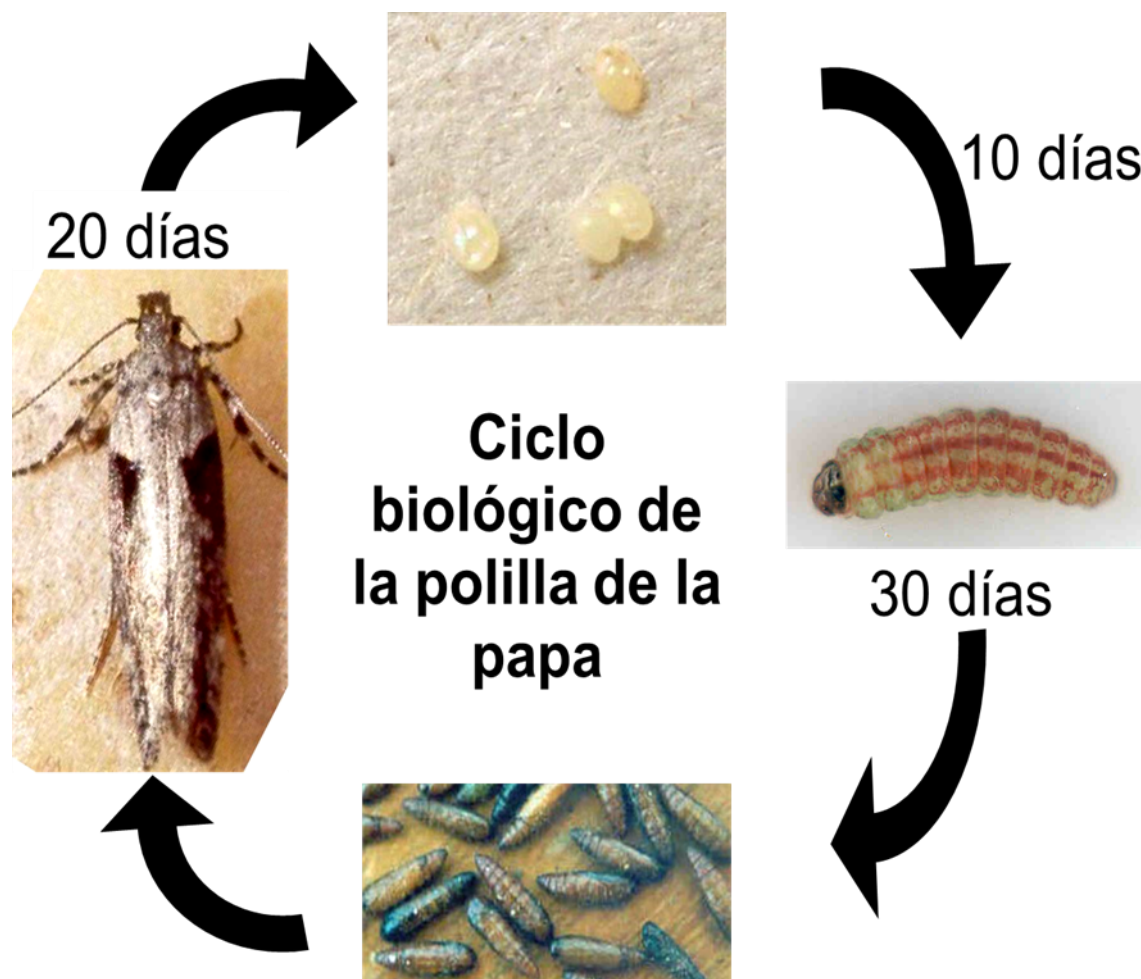 10 días
20 días
Ciclo
biológico de
la polilla de la
papa
30 días